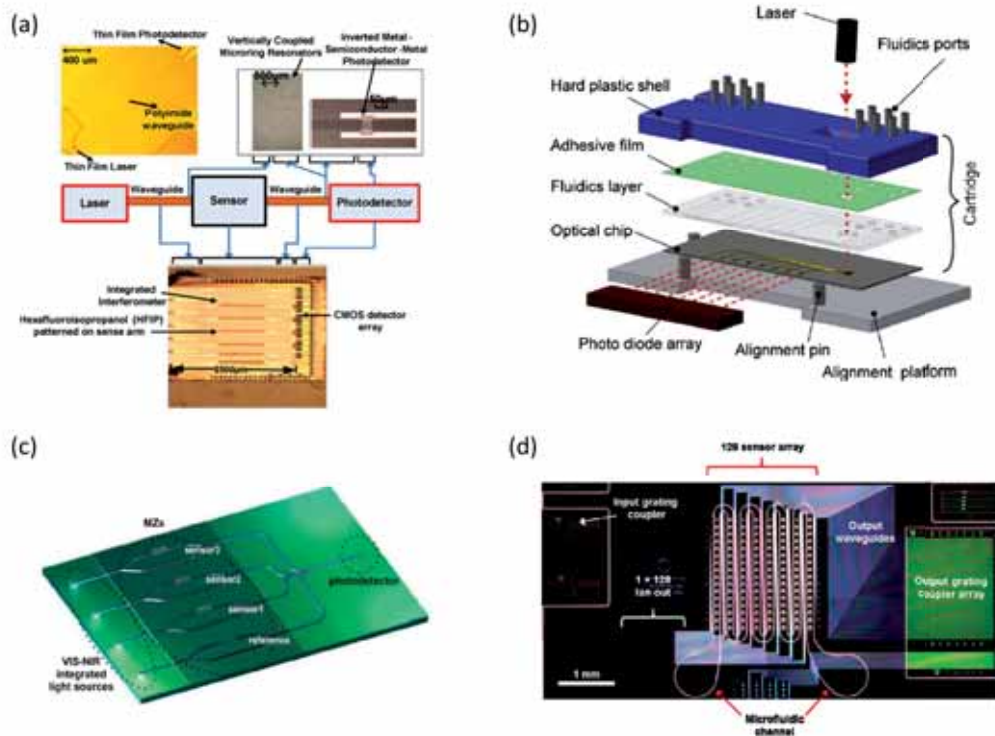 (a)
Thin Film Photodetector
400 um
Polyimide
waveguide
Thin Film Laser
Vertically Coupled
Microring Resonators
Inverted Metal-
Semiconductor -Metal
Photodetector
Waveguide
Waveguide
Laser
Sensor
Photodetector
Integrated
Interferometer
Hexafluoroisopropanol (HFIP)
patterned on sense arm
CMOS detector
array
(b)
Laser
Fluidics ports
Hard plastic shell
Adhesive film
Fluidics layer
Optical chip
Cartridge
Photo diode array
Alignment pin
Alignment platform
(c)
MZs
sensor3
sensor2
sensor1
reference
photodetector
VIS-NIR
integrated
light sources
(d)
128 sensor array
Input grating
coupler
1 × 128
fan out
Output
waveguides
Output grating
coupler array
1 mm
Microfluidic
channel